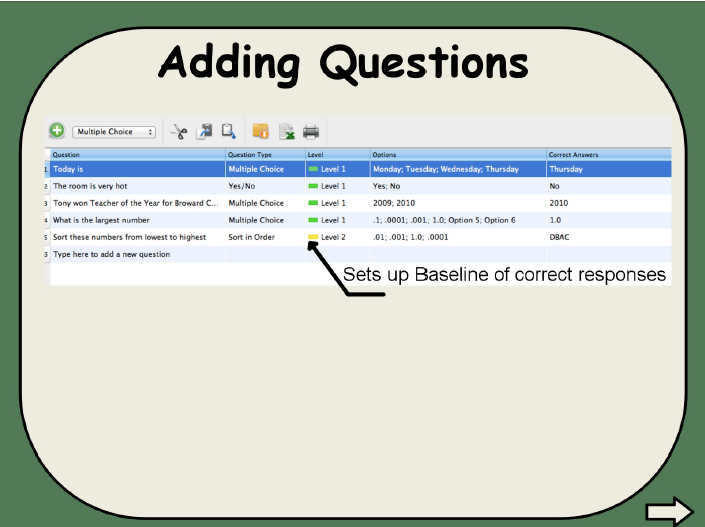 Adding Questions
Multiple Choice
Question Question Type Level Options Correct Answers
1 Today is Multiple Choice Level 1 Monday; Tuesday; Wednesday; Thursday Thursday
2 The room is very hot Yes/No Level 1 Yes; No No
3 Tony won Teacher of the Year for Broward C... Multiple Choice Level 1 2009; 2010 2010
4 What is the largest number Multiple Choice Level 1 .1; .0001; .001; 1.0; Option 5; Option 6 1.0
5 Sort these numbers from lowest to highest Sort in Order Level 2 .01; .001; 1.0; .0001 DBAC
6 Type here to add a new question
Sets up Baseline of correct responses